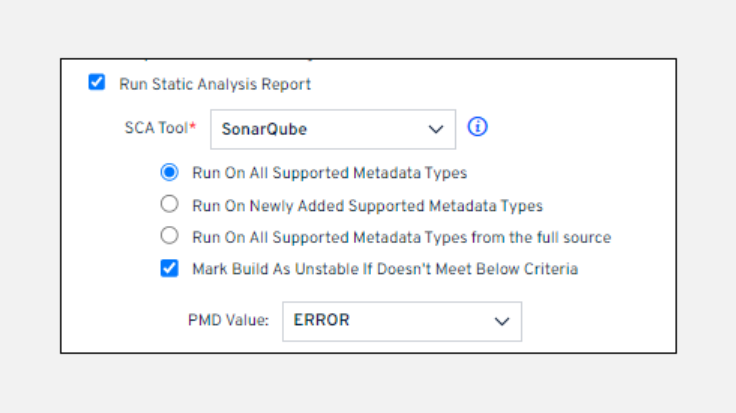 Run Static Analysis Report
SCA Tool* SonarQube
Run On All Supported Metadata Types
Run On Newly Added Supported Metadata Types
Run On All Supported Metadata Types from the full source
Mark Build As Unstable If Doesn't Meet Below Criteria
PMD Value: ERROR